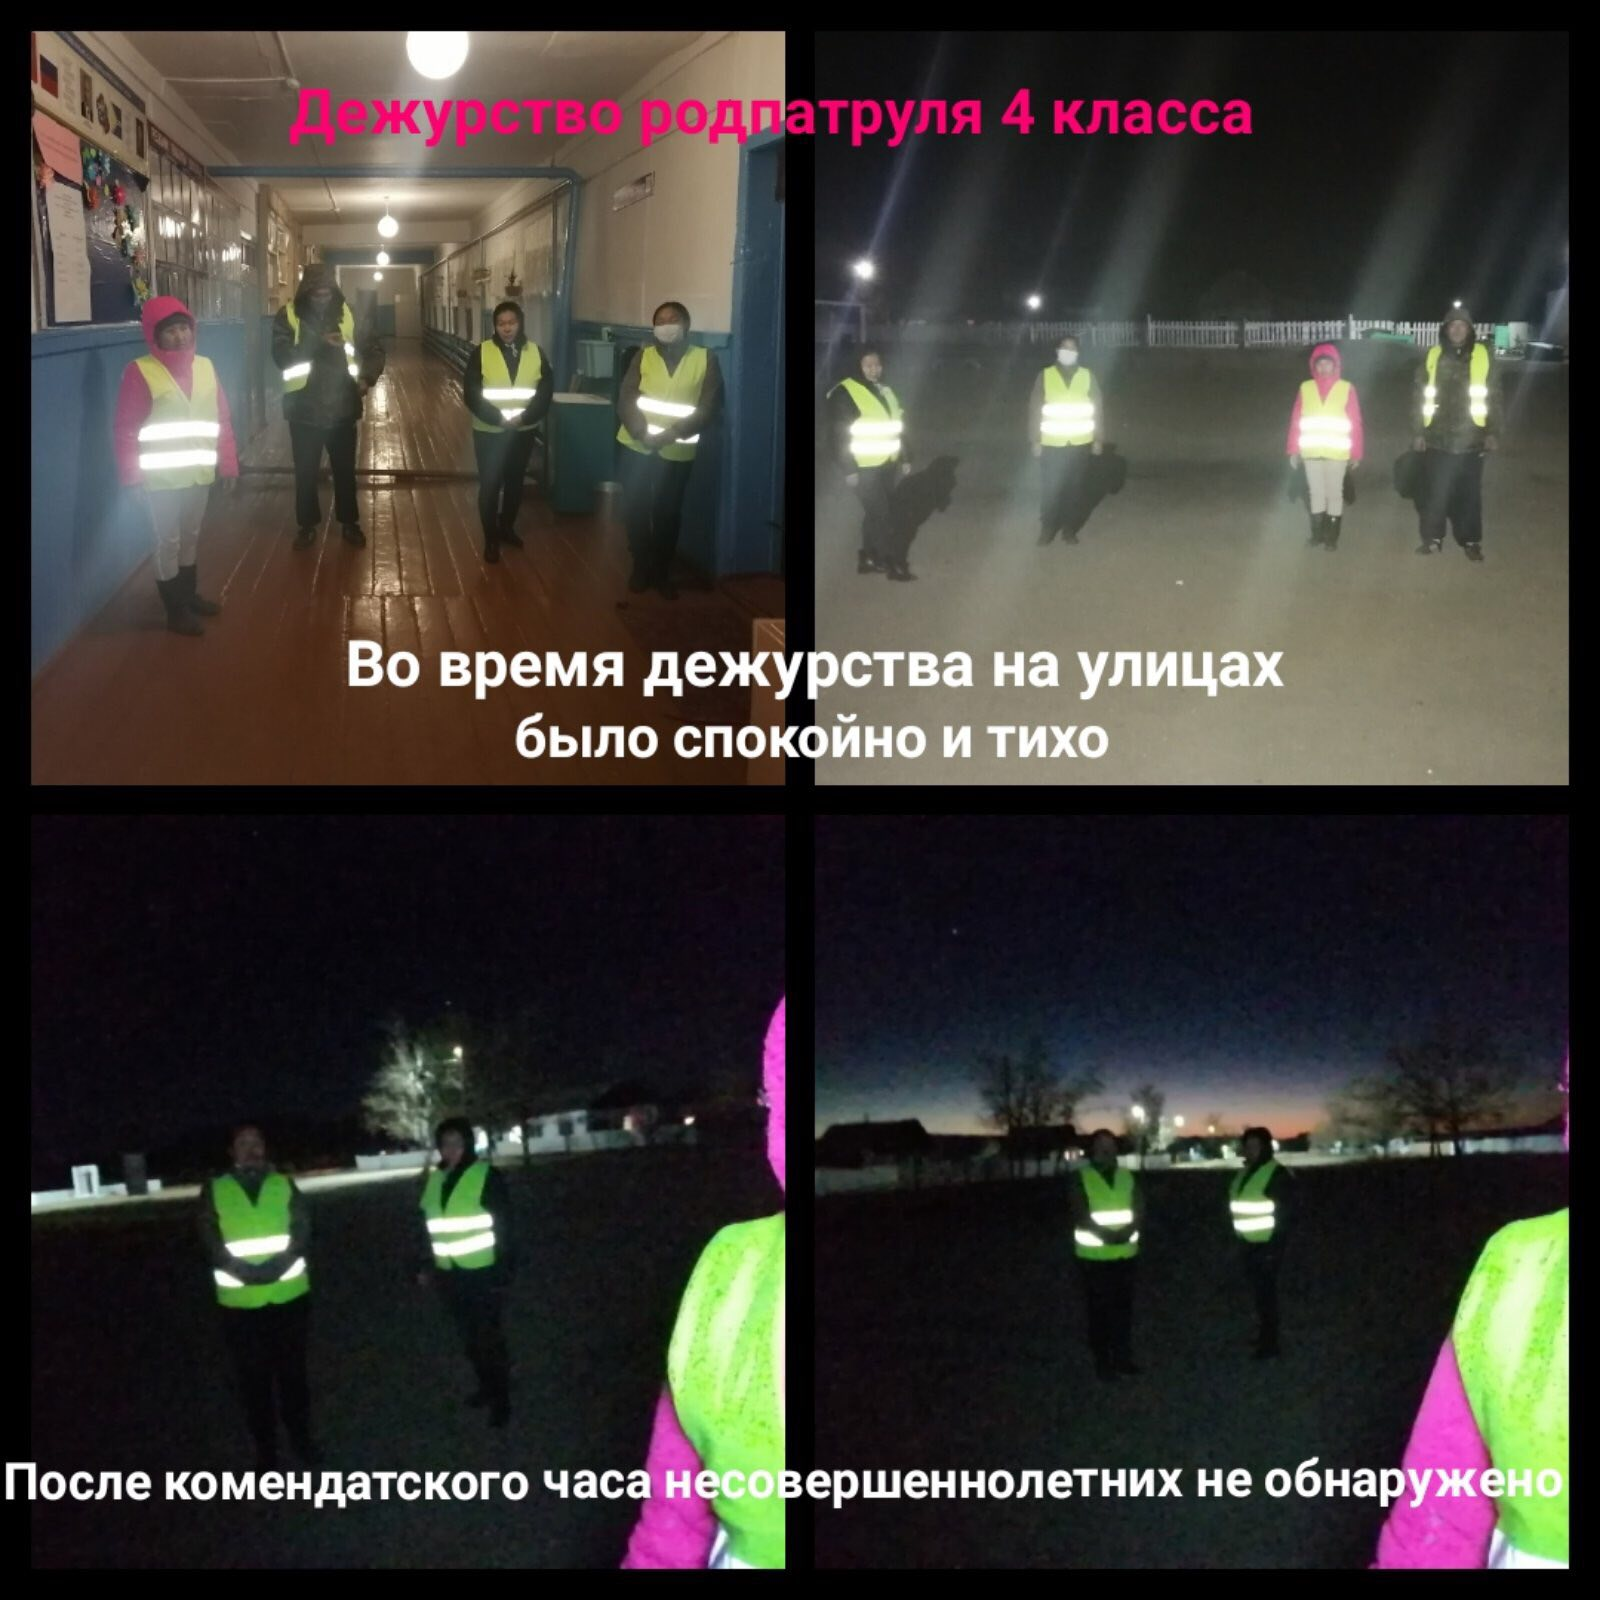 Дежурство родпатруля 4 класса
Во время дежурства на улицах
было спокойно и тихо
После комендатского часа несовершеннолетних не обнаружено